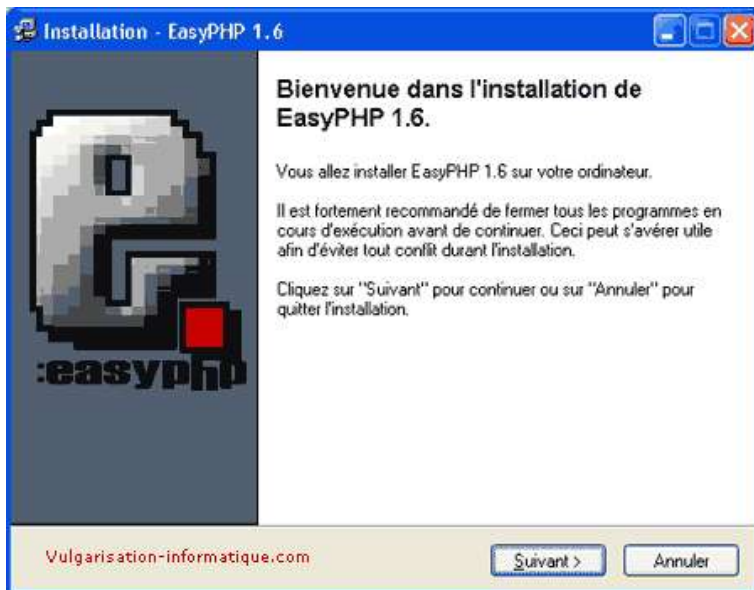 Installation - EasyPHP 1.6
Bienvenue dans l'installation de
EasyPHP 1.6.
Vous allez installer EasyPHP 1.6 sur votre ordinateur.
Il est fortement recommandé de fermer tous les programmes en
cours d'exécution avant de continuer. Ceci peut s'avérer utile
afin d'éviter tout conflit durant l'installation.
Cliquez sur "Suivant" pour continuer ou sur "Annuler" pour
quitter l'installation.
:easyphp
Vulgarisation-informatique.com
Suivant >
Annuler